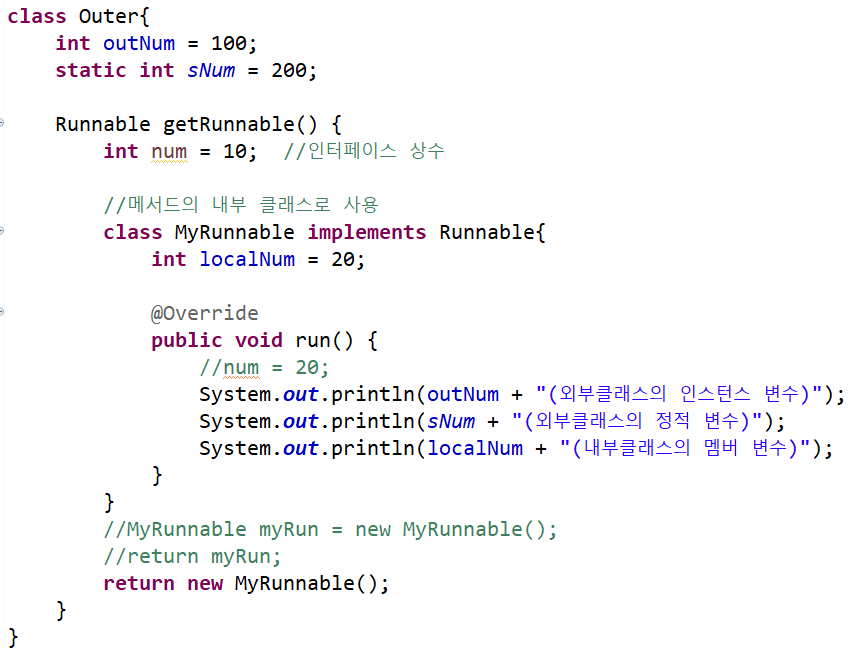 class Outer{
    int outNum = 100;
    static int sNum = 200;

    Runnable getRunnable() {
        int num = 10;  //인터페이스 상수

        //메서드의 내부 클래스로 사용
        class MyRunnable implements Runnable{
            int localNum = 20;

            @Override
            public void run() {
                //num = 20;
                System.out.println(outNum + "(외부클래스의 인스턴스 변수)");
                System.out.println(sNum + "(외부클래스의 정적 변수)");
                System.out.println(localNum + "(내부클래스의 멤버 변수)");
            }
        }
        //MyRunnable myRun = new MyRunnable();
        //return myRun;
        return new MyRunnable();
    }
}